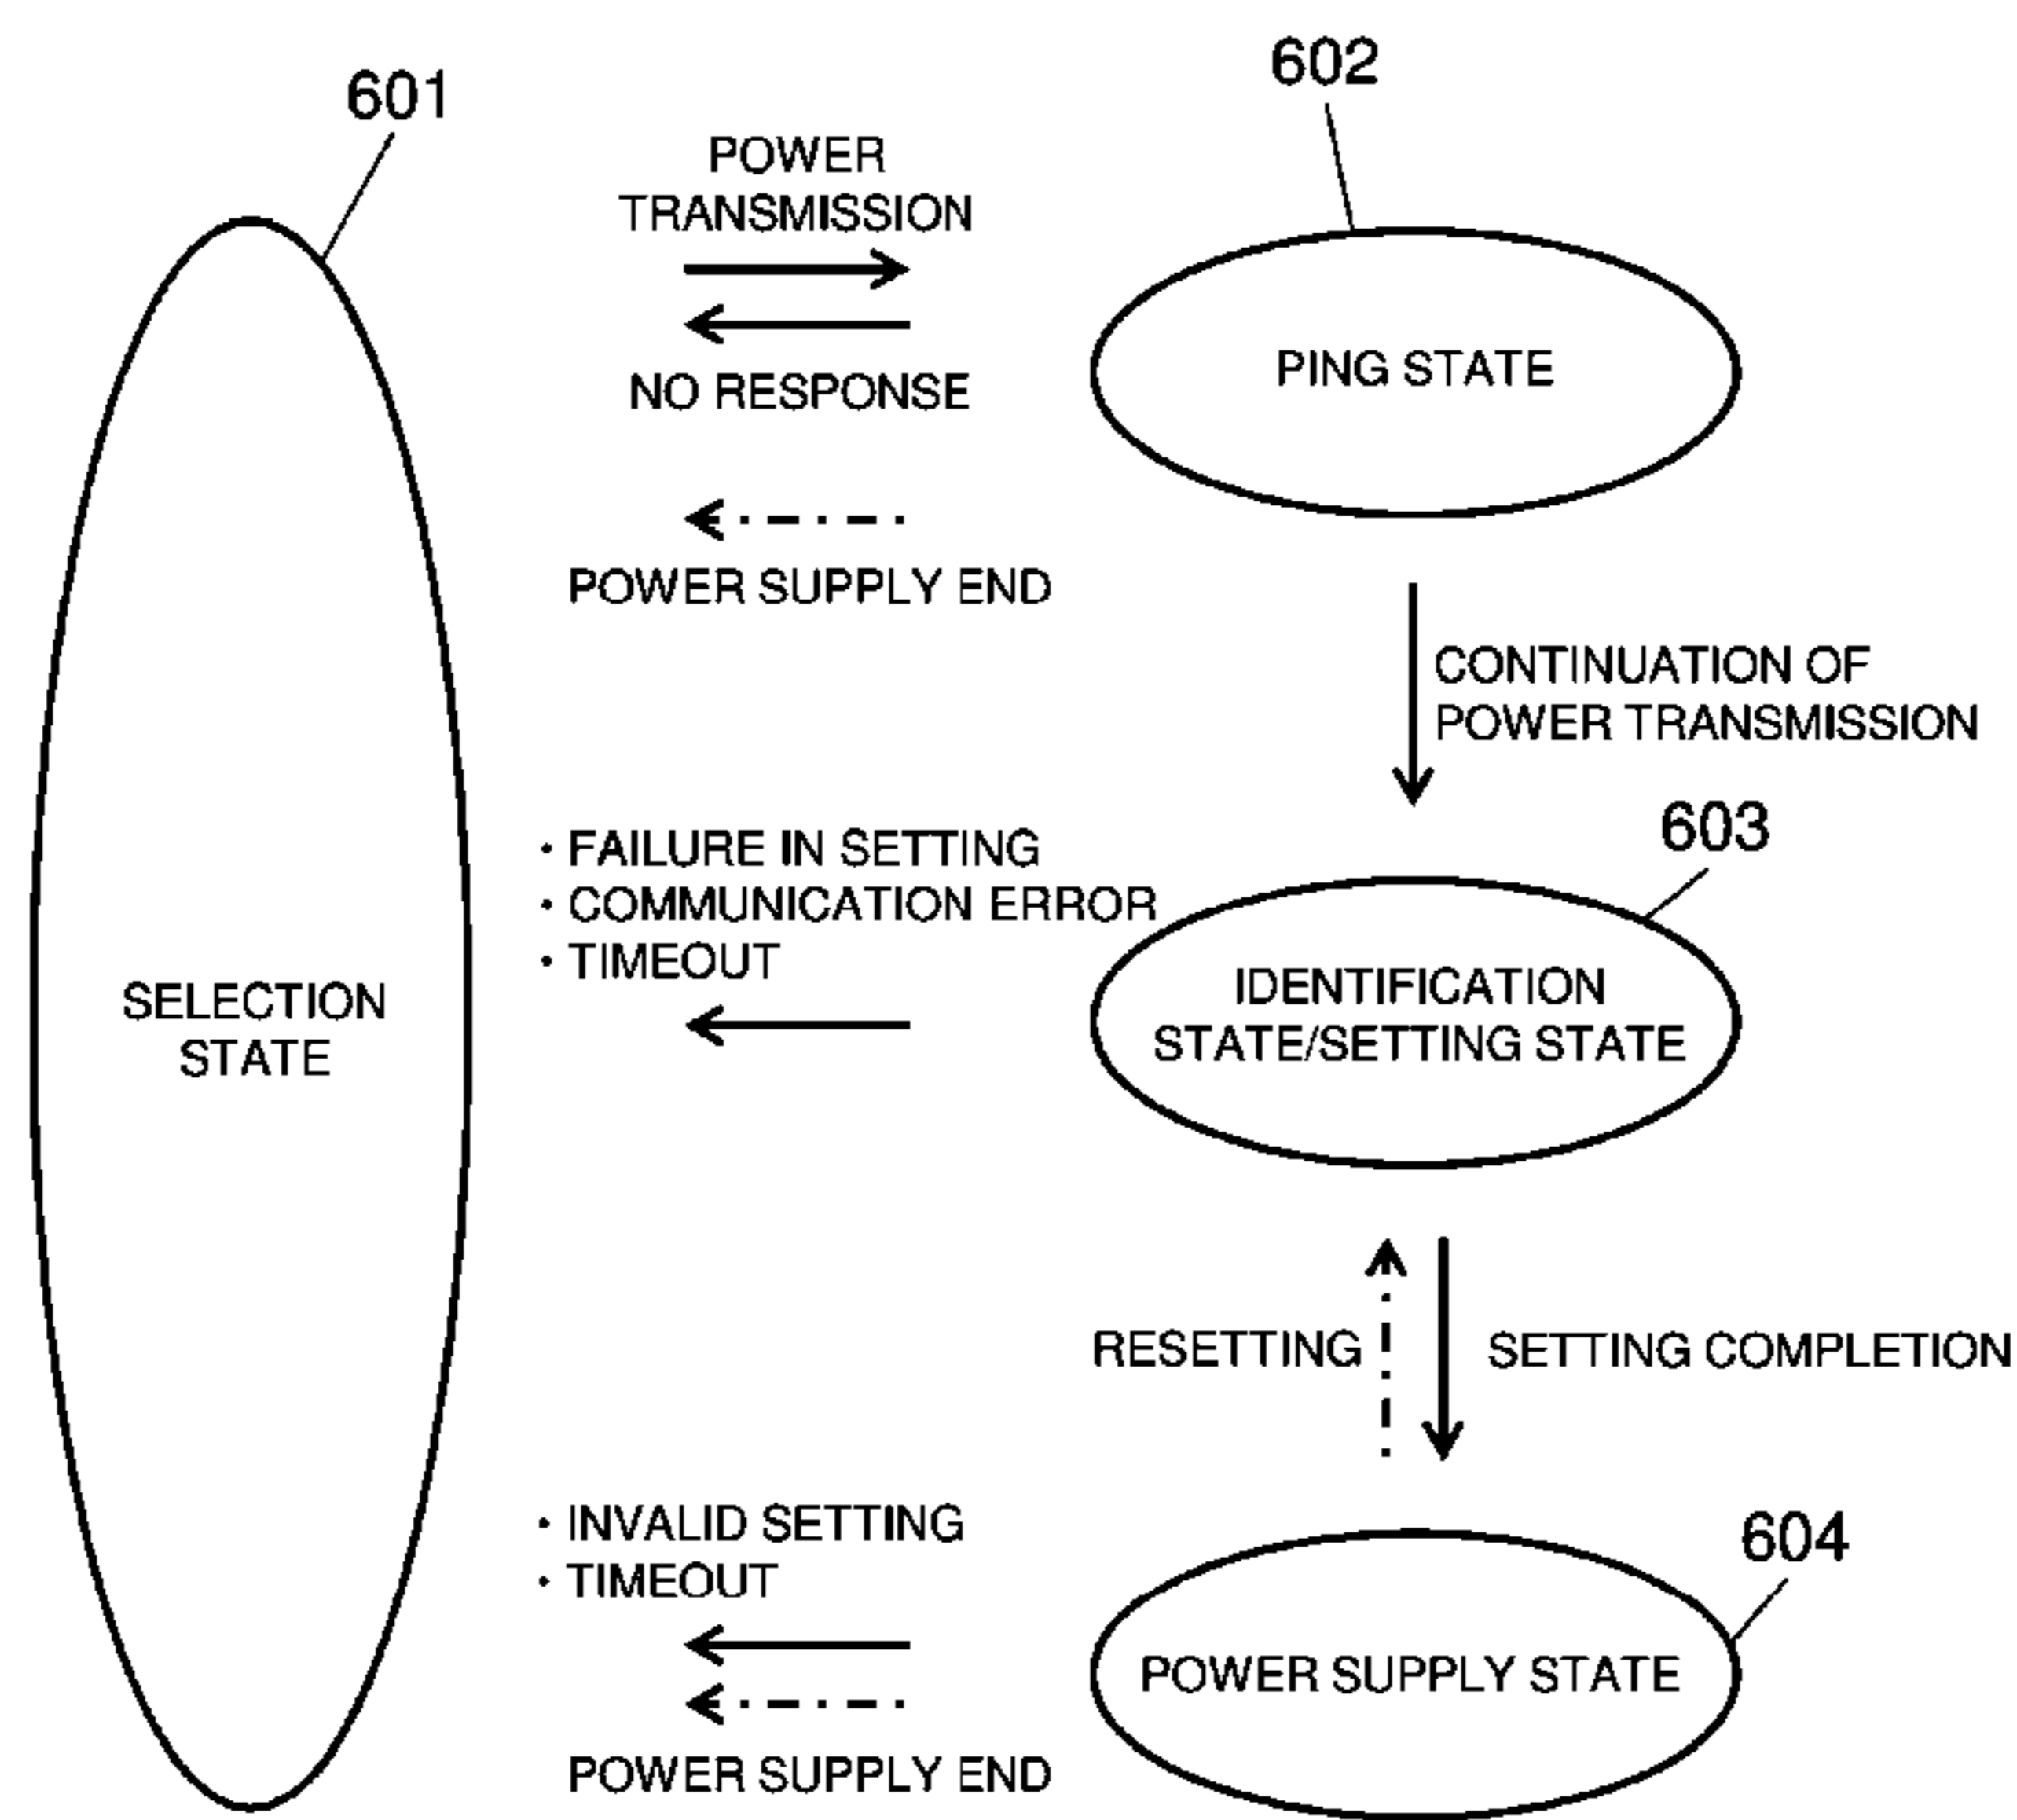 601
602
POWER
TRANSMISSION
NO RESPONSE
PING STATE
POWER SUPPLY END
CONTINUATION OF
POWER TRANSMISSION
603
· FAILURE IN SETTING
· COMMUNICATION ERROR
· TIMEOUT
SELECTION
STATE
IDENTIFICATION
STATE/SETTING STATE
RESETTING
SETTING COMPLETION
· INVALID SETTING
· TIMEOUT
604
POWER SUPPLY STATE
POWER SUPPLY END